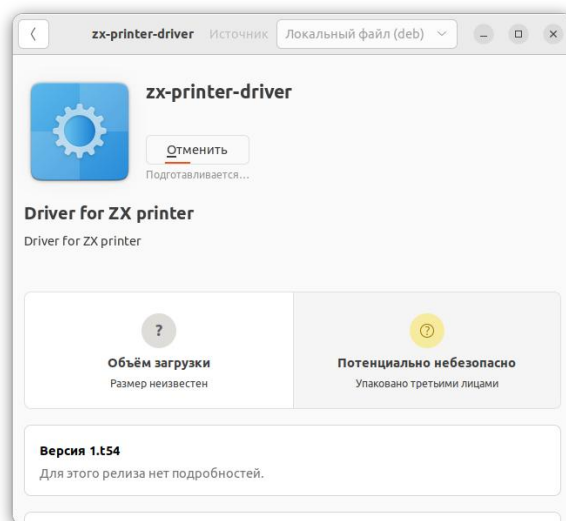 zx-printer-driver Источник Локальный файл (deb)
zx-printer-driver
Отменить
Подготавливается...
Driver for ZX printer
Driver for ZX printer
?
?
Объём загрузки
Потенциально небезопасно
Размер неизвестен
Упаковано третьими лицами
Версия 1.t54
Для этого релиза нет подробностей.